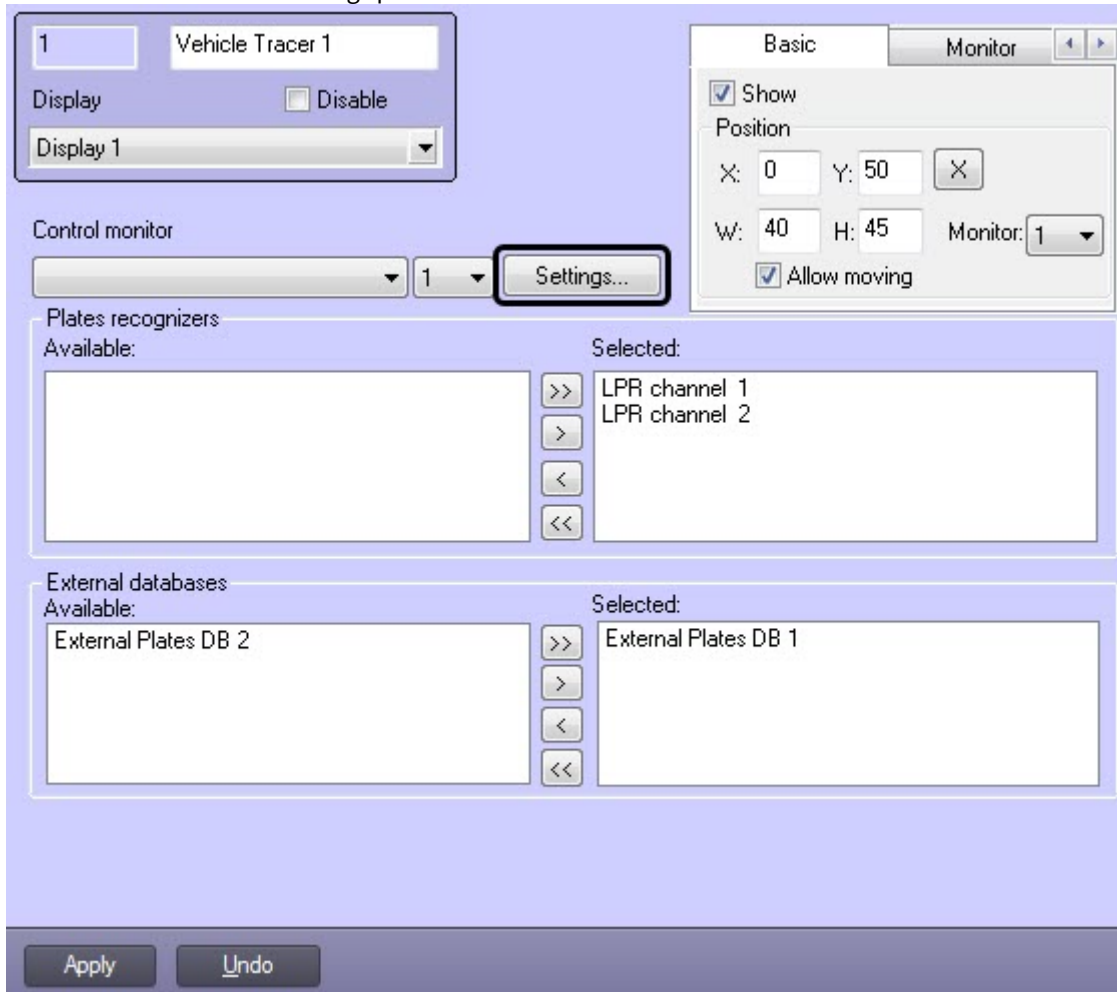 1 Vehicle Tracer 1
Display Disable
Display 1
Basic Monitor
Show
Position
X: 0 Y: 50 X
W: 40 H: 45 Monitor: 1
Allow moving
Control monitor
1 Settings...
Plates recognizers
Available: Selected:
>> LPR channel 1
> LPR channel 2
<
<<
External databases
Available: Selected:
External Plates DB 2 >> External Plates DB 1
>
<
<<
Apply Undo